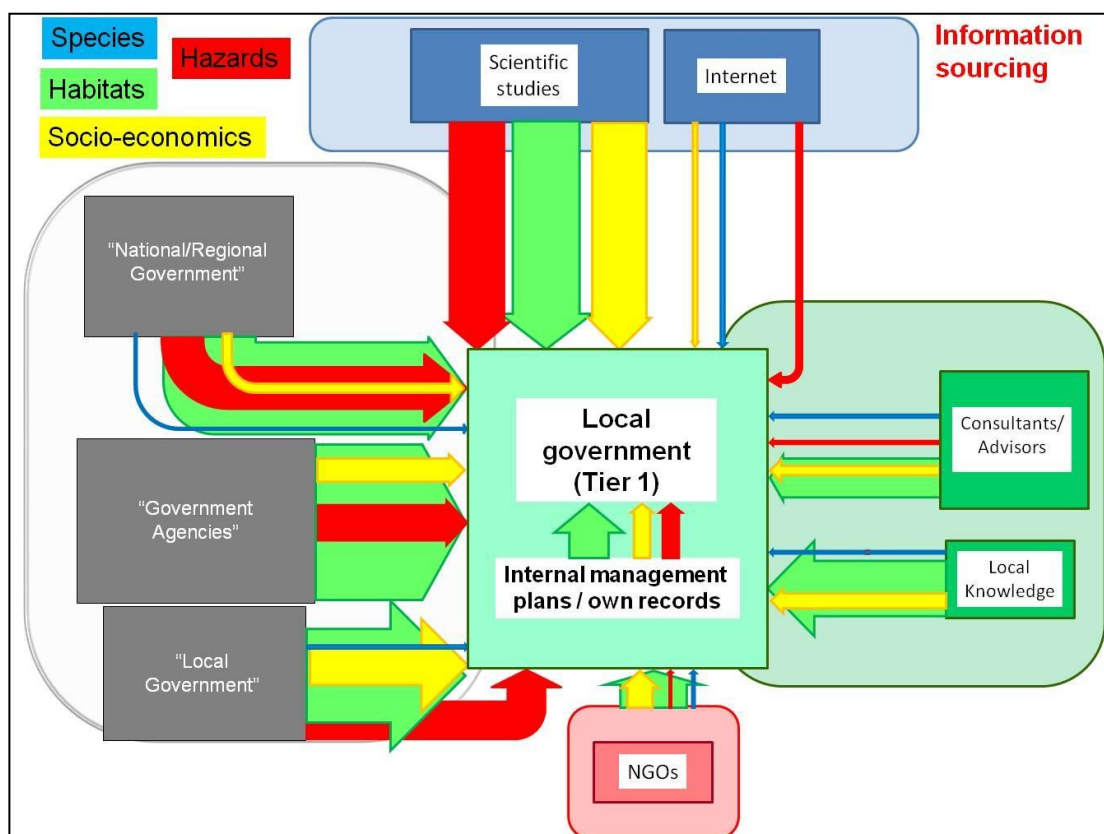 Species
Hazards
Habitats
Socio-economics
Scientific
studies
Internet
Information
sourcing
“National/Regional
Government”
“Government
Agencies”
“Local
Government”
Local
government
(Tier 1)
Internal management
plans / own records
Consultants/
Advisors
Local
Knowledge
NGOs